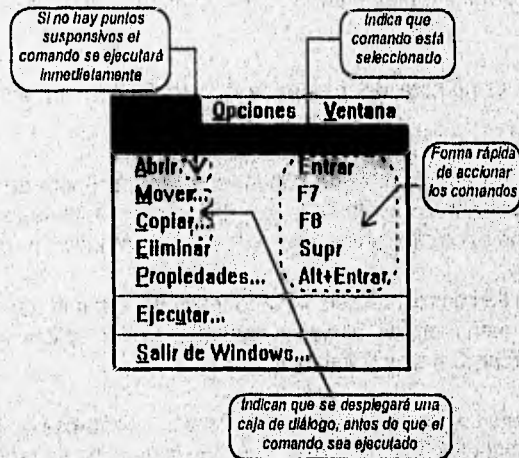 Si no hay puntos
suspensivos el
comando se ejecutará
inmedietamente
Indica que
comando está
seleccionado
Opciones Ventana
Abrir Entrar
Mover... F7
Copiar... F8
Eliminar Supr
Propiedades... Alt+Entrar
Ejecutar...
Salir de Windows...
Forma rápida
de accionar
los comandos
Indican que se desplegará una
caja de diálogo, antes de que el
comando sea ejecutado